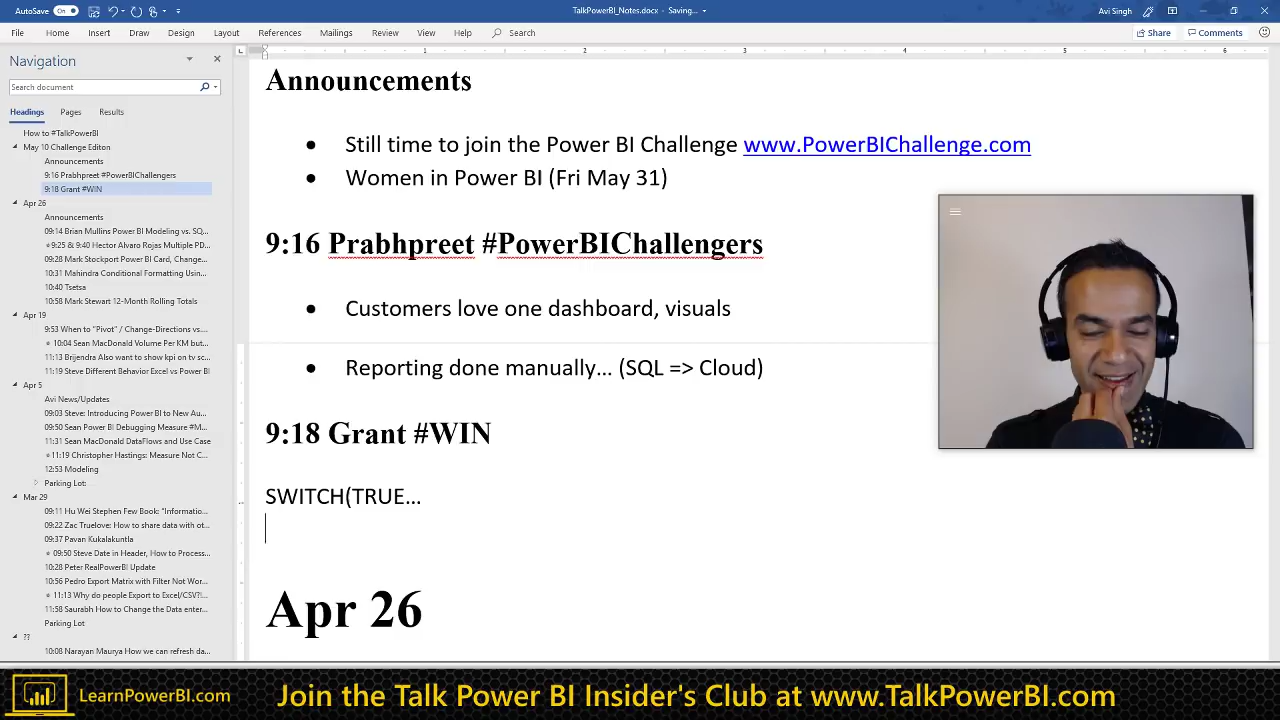 AutoSave On
TalkPowerBI_Notes.docx - Saving...
Avi Singh
File Home Insert Draw Design Layout References Mailings Review View Help Search
Share Comments
Navigation
Search document
Headings Pages Results
How to #TalkPowerBI
May 10 Challenge Editon
Announcements
9:16 Prabhpreet #PowerBIChallengers
9:18 Grant #WIN
Apr 26
Announcements
09:14 Brian Mullins Power BI Modeling vs. SQ...
9:25 & 9:40 Hector Alvaro Rojas Multiple PD...
09:28 Mark Stockport Power BI Card, Change...
10:31 Mahindra Conditional Formatting Usin...
10:40 Tsetsa
10:58 Mark Stewart 12-Month Rolling Totals
Apr 19
9:53 When to "Pivot" / Change-Directions vs....
10:04 Sean MacDonald Volume Per KM but...
11:13 Brijendra Also want to show kpi on tv sc...
11:19 Steve Different Behavior Excel vs Power BI
Apr 5
Avi News/Updates
09:03 Steve: Introducing Power BI to New Au...
09:50 Sean Power BI Debugging Measure #M...
11:31 Sean MacDonald DataFlows and Use Case
11:19 Christopher Hastings: Measure Not C...
12:53 Modeling
Parking Lot:
Mar 29
09:11 Hu Wei Stephen Few Book: "Informatio...
09:22 Zac Truelove: How to share data with ot...
09:37 Pavan Kukalakuntla
09:50 Steve Date in Header, How to Process...
10:28 Peter RealPowerBI Update
10:56 Pedro Export Matrix with Filter Not Wor...
11:13 Why do people Export to Excel/CSV?!...
11:58 Saurabh How to Change the Data enter...
Parking Lot
??
10:08 Narayan Maurya How we can refresh da...
1 2 3 4 5 6
Announcements
• Still time to join the Power BI Challenge www.PowerBIChallenge.com
• Women in Power BI (Fri May 31)
9:16 Prabhpreet #PowerBIChallengers
• Customers love one dashboard, visuals
• Reporting done manually... (SQL => Cloud)
9:18 Grant #WIN
SWITCH(TRUE...
Apr 26
LearnPowerBI.com
Join the Talk Power BI Insider's Club at www.TalkPowerBI.com